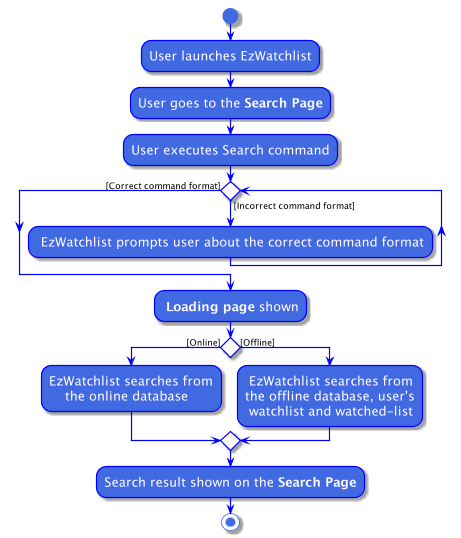 User launches EzWatchlist
User goes to the Search Page
User executes Search command
[Correct command format]
[Incorrect command format]
EzWatchlist prompts user about the correct command format
Loading page shown
[Online]
[Offline]
EzWatchlist searches from
the online database
EzWatchlist searches from
the offline database, user's
watchlist and watched-list
Search result shown on the Search Page